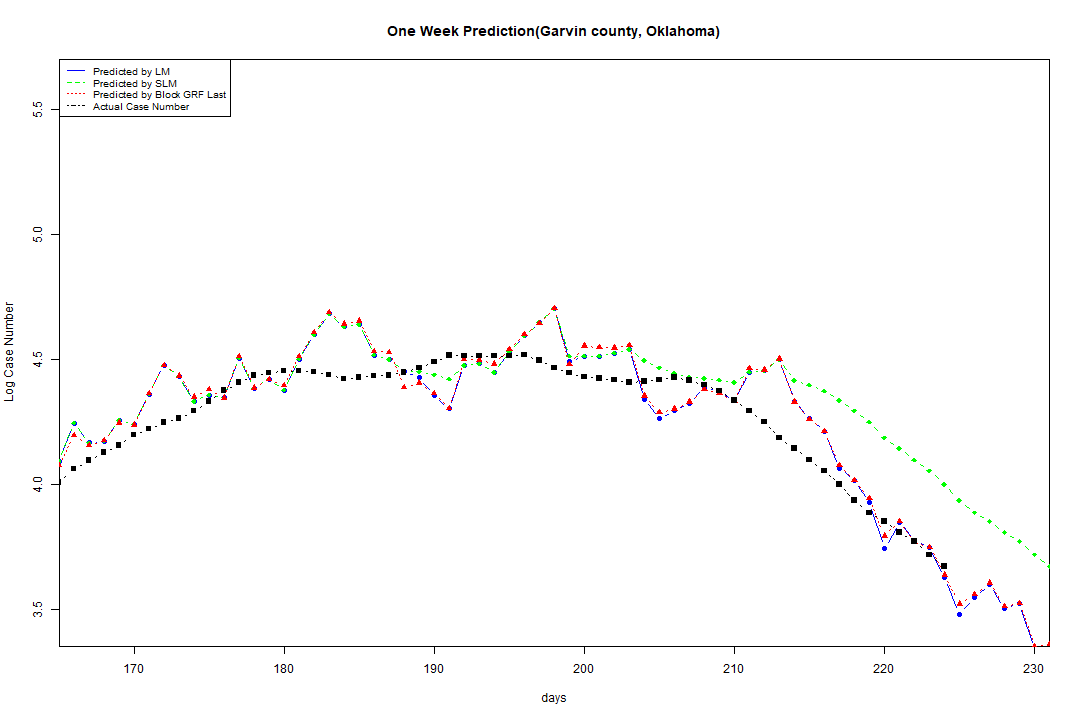 One Week Prediction(Garvin county, Oklahoma)
Predicted by LM
Predicted by SLM
Predicted by Block GRF Last
Actual Case Number
5.5
5.0
4.5
4.0
3.5
Log Case Number
170 180 190 200 210 220 230
days